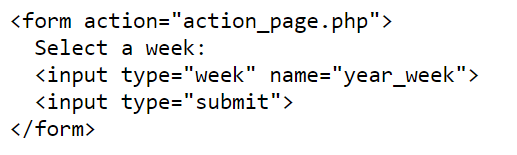 <form action="action_page.php">
  Select a week:
  <input type="week" name="year_week">
  <input type="submit">
</form>